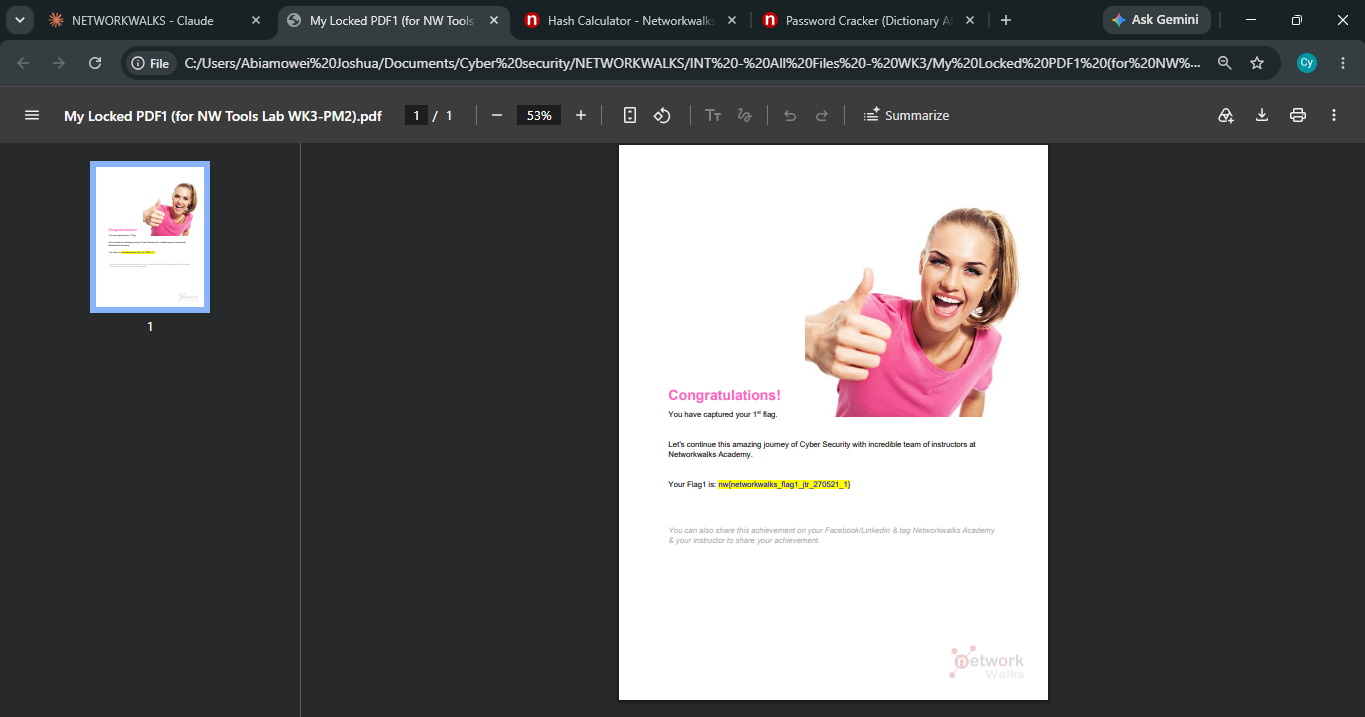 NETWORKWALKS - Claude
My Locked PDF1 (for NW Tools
Hash Calculator - Networkwalks
Password Cracker (Dictionary A
Ask Gemini
File
C:/Users/Abiamowei%20Joshua/Documents/Cyber%20security/NETWORKWALKS/INT%20-%20All%20Files%20-%20WK3/My%20Locked%20PDF1%20(for%20NW%...
Cy
My Locked PDF1 (for NW Tools Lab WK3-PM2).pdf
1 / 1
53%
Summarize
1
Congratulations!
You have captured your 1st flag.
Let's continue this amazing journey of Cyber Security with incredible team of instructors at
Networkwalks Academy.
Your Flag1 is: nw{networkwalks_flag1_jtr_270521_1}
You can also share this achievement on your Facebook/LinkedIn & tag Networkwalks Academy
& your instructor to share your achievement.
network
Walks